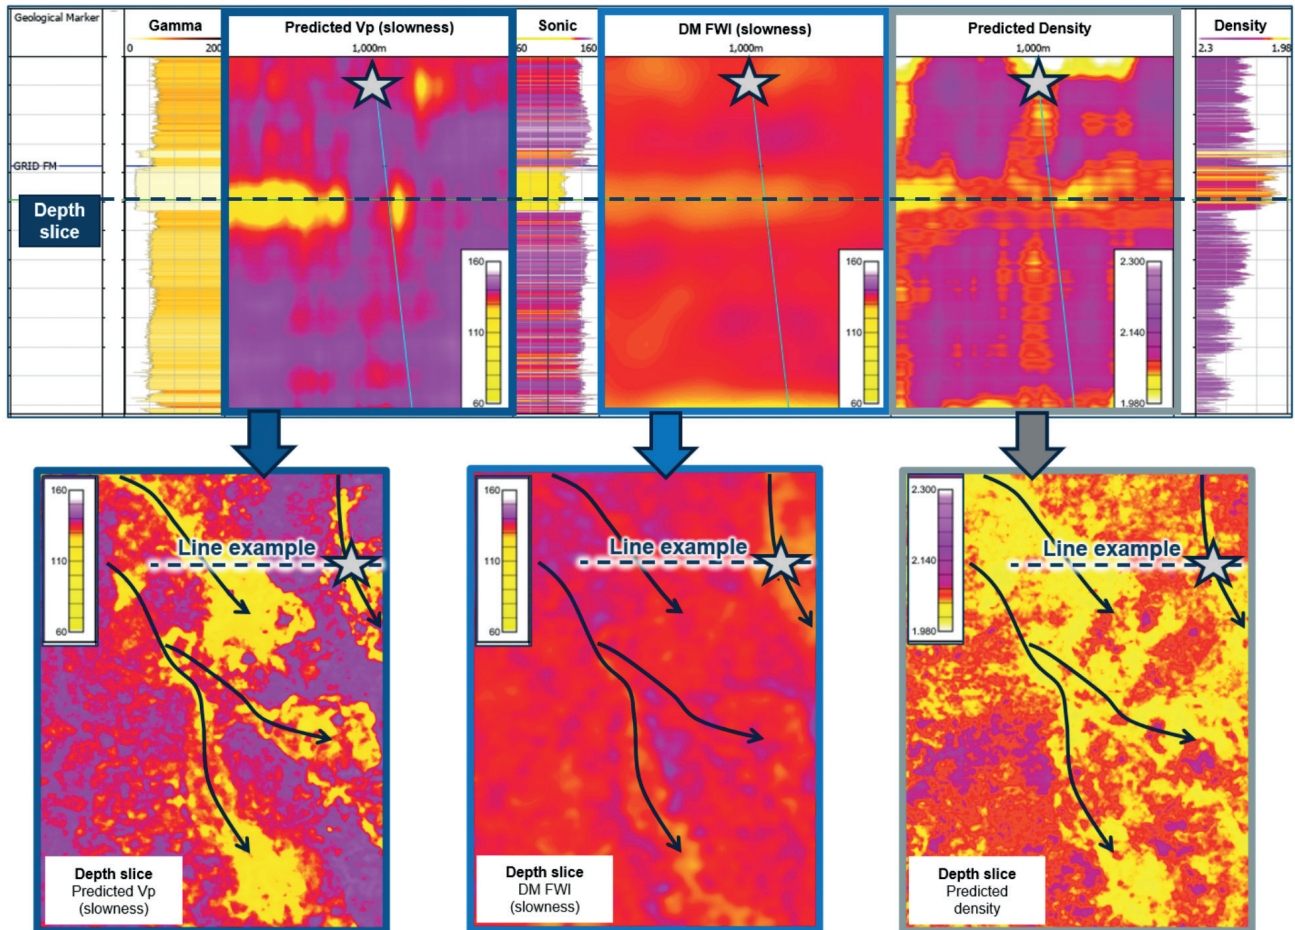 Geological Marker
Gamma
0 200
Predicted Vp (slowness)
1,000m
Sonic
60 160
DM FWI (slowness)
1,000m
Predicted Density
1,000m
Density
2.3 1.98
GRID FM
Depth
slice
160
110
60
160
110
60
2.300
2.140
1.980
160
110
60
Line example
Depth slice
Predicted Vp
(slowness)
160
110
60
Line example
Depth slice
DM FWI
(slowness)
2.300
2.140
1.980
Line example
Depth slice
Predicted
density